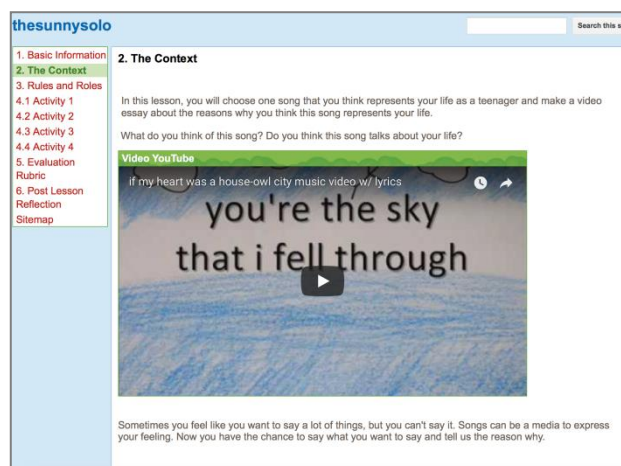 thesunnysolo
Search this s
1. Basic Information
2. The Context
3. Rules and Roles
4.1 Activity 1
4.2 Activity 2
4.3 Activity 3
4.4 Activity 4
5. Evaluation
Rubric
6. Post Lesson
Reflection
Sitemap
2. The Context
In this lesson, you will choose one song that you think represents your life as a teenager and make a video
essay about the reasons why you think this song represents your life.
What do you think of this song? Do you think this song talks about your life?
Video YouTube
if my heart was a house-owl city music video w/ lyrics
you're the sky
that i fell through
Sometimes you feel like you want to say a lot of things, but you can't say it. Songs can be a media to express
your feeling. Now you have the chance to say what you want to say and tell us the reason why.